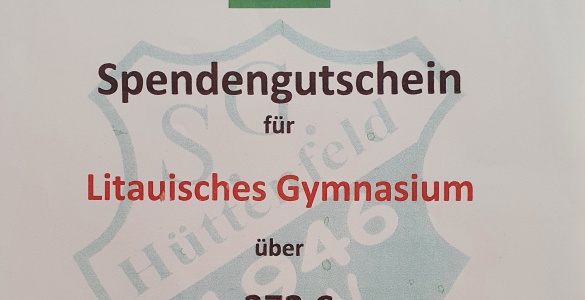 Spendengutschein
für
Litauisches Gymnasium
über
SG
Hüttenfeld
1946